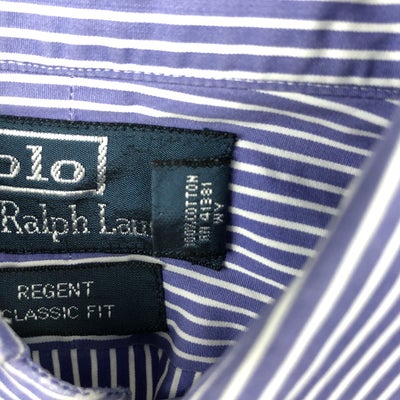 olo
Ralph Lau
REGENT
CLASSIC FIT
100% COTTON
RN 41381